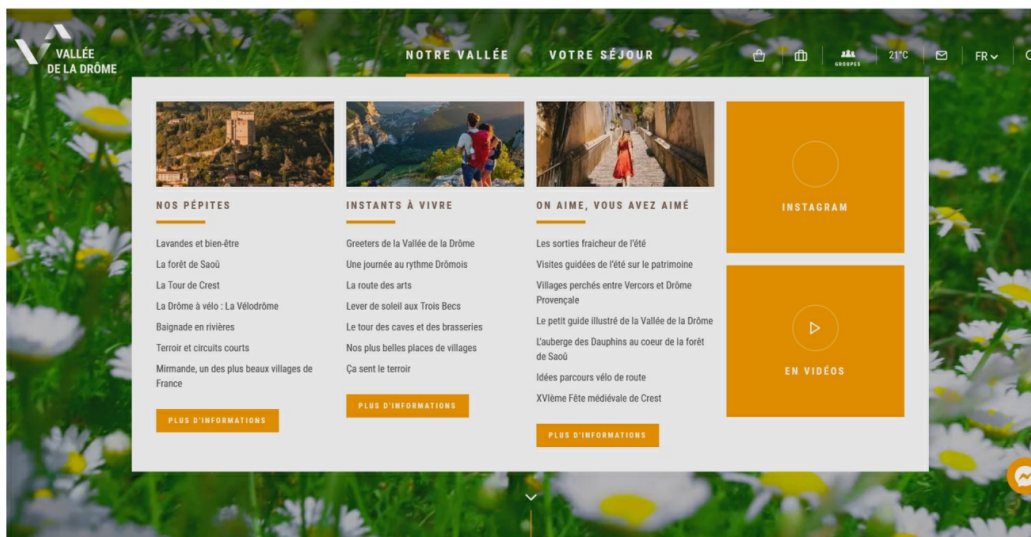 VALLÉE
DE LA DRÔME
NOTRE VALLÉE
VOTRE SÉJOUR
GROUPES
21°C
FR
NOS PÉPITES
Lavandes et bien-être
La forêt de Saoû
La Tour de Crest
La Drôme à vélo : La Vélodrôme
Baignade en rivières
Terroir et circuits courts
Mirmande, un des plus beaux villages de
France
PLUS D'INFORMATIONS
INSTANTS À VIVRE
Greeters de la Vallée de la Drôme
Une journée au rythme Drômois
La route des arts
Lever de soleil aux Trois Becs
Le tour des caves et des brasseries
Nos plus belles places de villages
Ça sent le terroir
PLUS D'INFORMATIONS
ON AIME, VOUS AVEZ AIMÉ
Les sorties fraicheur de l'été
Visites guidées de l'été sur le patrimoine
Villages perchés entre Vercors et Drôme
Provençale
Le petit guide illustré de la Vallée de la Drôme
L'auberge des Dauphins au coeur de la forêt
de Saoû
Idées parcours vélo de route
XVIème Fête médiévale de Crest
PLUS D'INFORMATIONS
INSTAGRAM
EN VIDÉOS